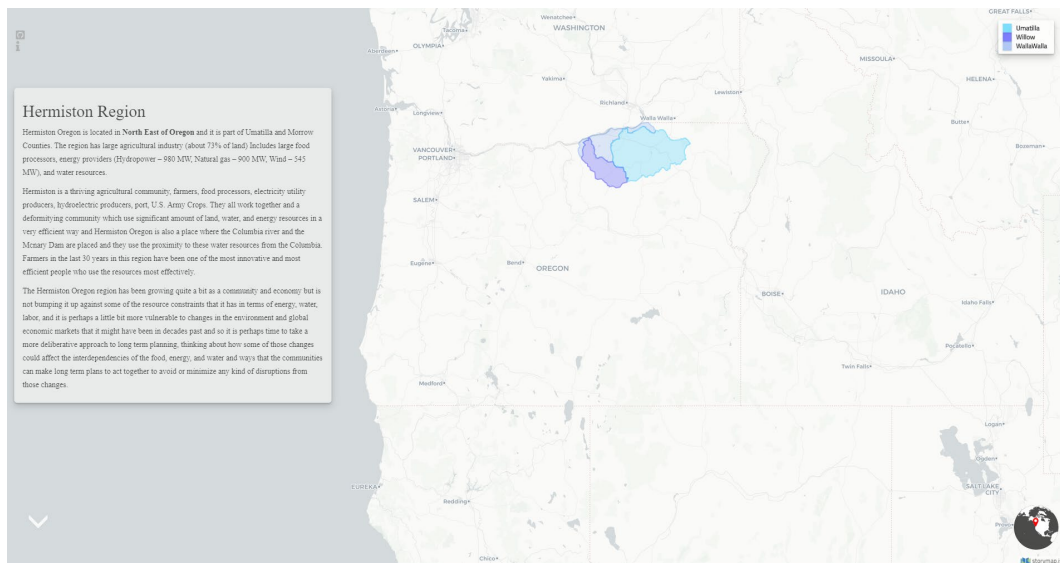 Hermiston Region
Hermiston Oregon is located in North East of Oregon and it is part of Umatilla and Morrow
Counties. The region has large agricultural industry (about 73% of land) Includes large food
processors, energy providers (Hydropower – 980 MW, Natural gas – 900 MW, Wind – 545
MW), and water resources.
Hermiston is a thriving agricultural community, farmers, food processors, electricity utility
producers, hydroelectric producers, port, U.S. Army Crops. They all work together and a
deformitying community which use significant amount of land, water, and energy resources in a
very efficient way and Hermiston Oregon is also a place where the Columbia river and the
Mcnary Dam are placed and they use the proximity to these water resources from the Columbia.
Farmers in the last 30 years in this region have been one of the most innovative and most
efficient people who use the resources most effectively.
The Hermiston Oregon region has been growing quite a bit as a community and economy but is
not bumping it up against some of the resource constraints that it has in terms of energy, water,
labor, and it is perhaps a little bit more vulnerable to changes in the environment and global
economic markets that it might have been in decades past and so it is perhaps time to take a
more deliberative approach to long term planning, thinking about how some of those changes
could affect the interdependencies of the food, energy, and water and ways that the communities
can make long term plans to act together to avoid or minimize any kind of disruptions from
those changes.
Umatilla
Willow
WallaWalla
GREAT FALLS
Wenatchee
WASHINGTON
Tacoma
OLYMPIA
Aberdeen
MISSOULA
HELENA
Yakima
Lewiston
Richland
Astoria
Longview
Walla Walla
Butte
VANCOUVER
PORTLAND
Bozeman
SALEM
Eugene
Bend
OREGON
BOISE
IDAHO
Idaho Falls
Pocatello
Twin Falls
Medford
Logan
Ogden
EUREKA
SALT LAKE
CITY
Redding
Provo
Chico
storymap